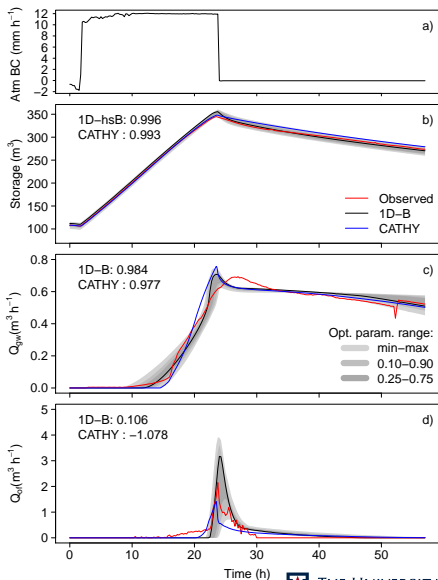 Atm BC (mm h⁻¹)
12
10
8
6
4
2
0
−2
a)
Storage (m³)
350
300
250
200
150
100
1D-hsB: 0.996
CATHY : 0.993
b)
Observed
1D-B
CATHY
Qgw(m³ h⁻¹)
0.8
0.6
0.4
0.2
0.0
1D-B: 0.984
CATHY : 0.977
c)
Opt. param. range:
min−max
0.10−0.90
0.25−0.75
Qof(m³ h⁻¹)
5
4
3
2
1
0
1D-B: 0.106
CATHY : −1.078
d)
0 10 20 30 40 50
Time (h)